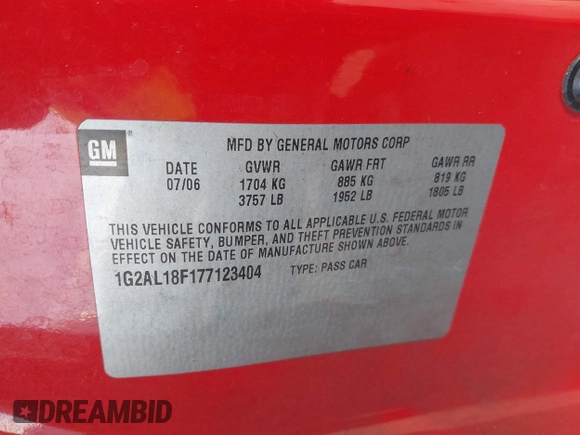 GM
MFD BY GENERAL MOTORS CORP
DATE GVWR GAWR FRT GAWR RR
07/06 1704 KG 885 KG 819 KG
3757 LB 1952 LB 1805 LB
THIS VEHICLE CONFORMS TO ALL APPLICABLE U.S. FEDERAL MOTOR
VEHICLE SAFETY, BUMPER, AND THEFT PREVENTION STANDARDS IN
EFFECT ON THE DATE OF MANUFACTURE SHOWN ABOVE.
1G2AL18F177123404 TYPE: PASS CAR
DREAMBID